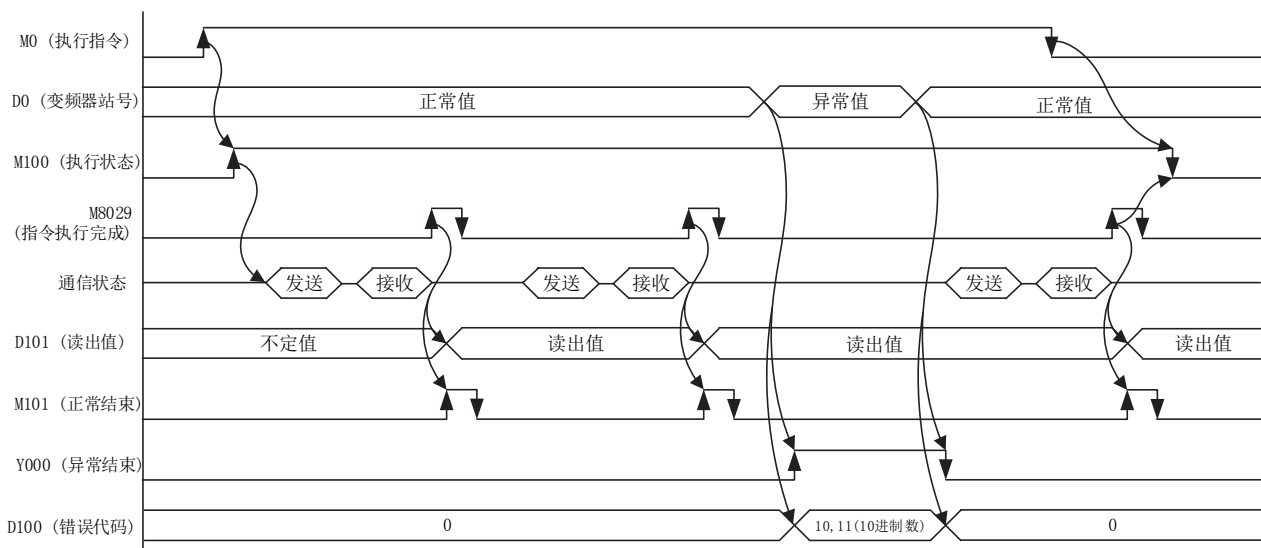 M0 (执行指令)
D0 (变频器站号) 正常值 异常值 正常值
M100 (执行状态)
M8029
(指令执行完成)
通信状态 发送 接收 发送 接收 发送 接收
D101 (读出值) 不定值 读出值 读出值 读出值
M101 (正常结束)
Y000 (异常结束)
D100 (错误代码) 0 10,11(10进制数) 0